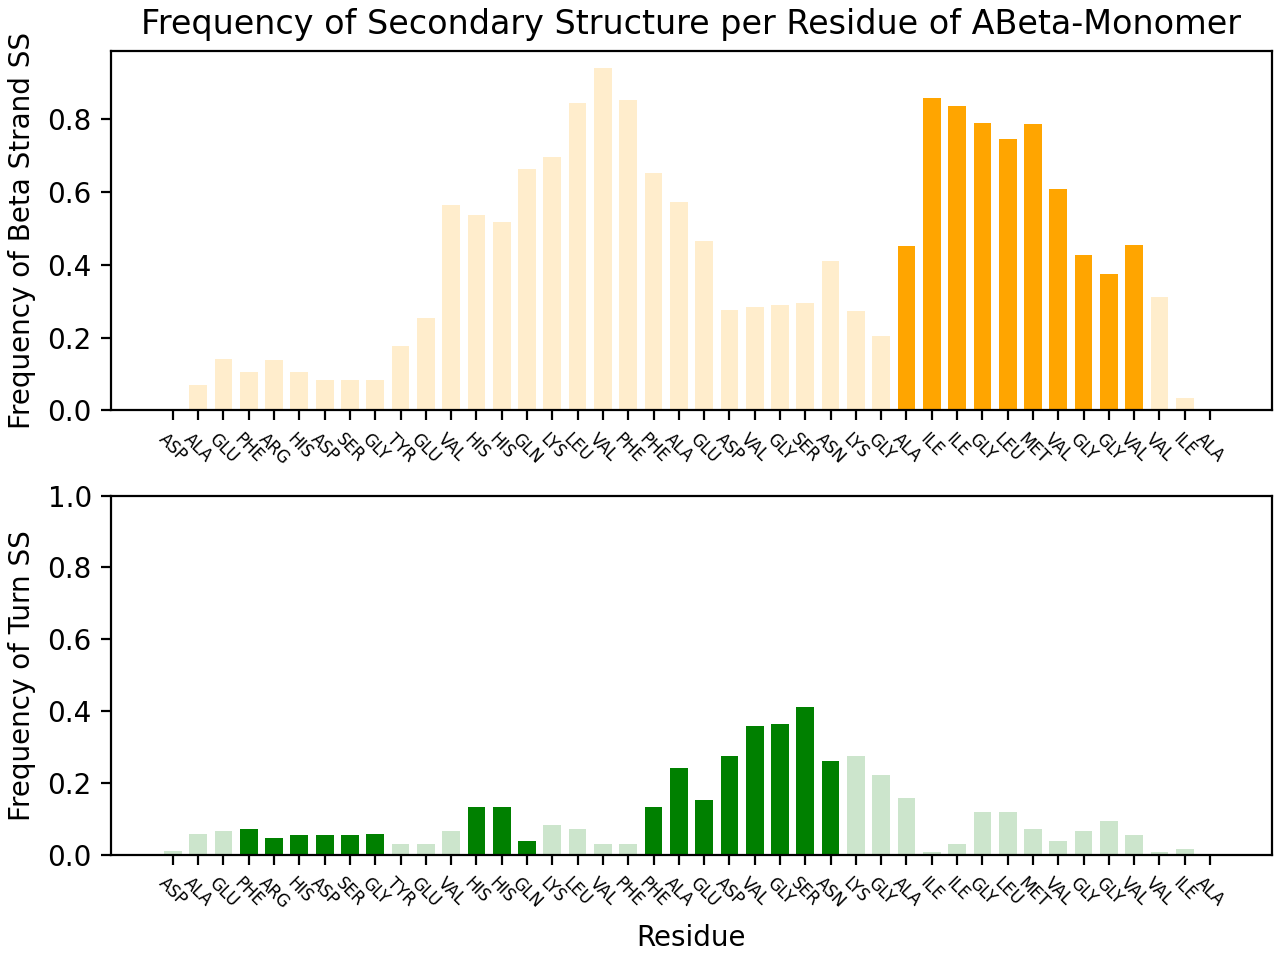 Frequency of Secondary Structure per Residue of ABeta-Monomer
Frequency of Beta Strand SS
0.8
0.6
0.4
0.2
0.0
ASP ALA GLU PHE ARG HIS ASP SER GLY TYR GLU VAL HIS HIS GLN LYS LEU VAL PHE PHE ALA GLU ASP VAL GLY SER ASN LYS GLY ALA ILE ILE GLY LEU MET VAL GLY GLY VAL VAL ILE ALA
Frequency of Turn SS
1.0
0.8
0.6
0.4
0.2
0.0
ASP ALA GLU PHE ARG HIS ASP SER GLY TYR GLU VAL HIS HIS GLN LYS LEU VAL PHE PHE ALA GLU ASP VAL GLY SER ASN LYS GLY ALA ILE ILE GLY LEU MET VAL GLY GLY VAL VAL ILE ALA
Residue